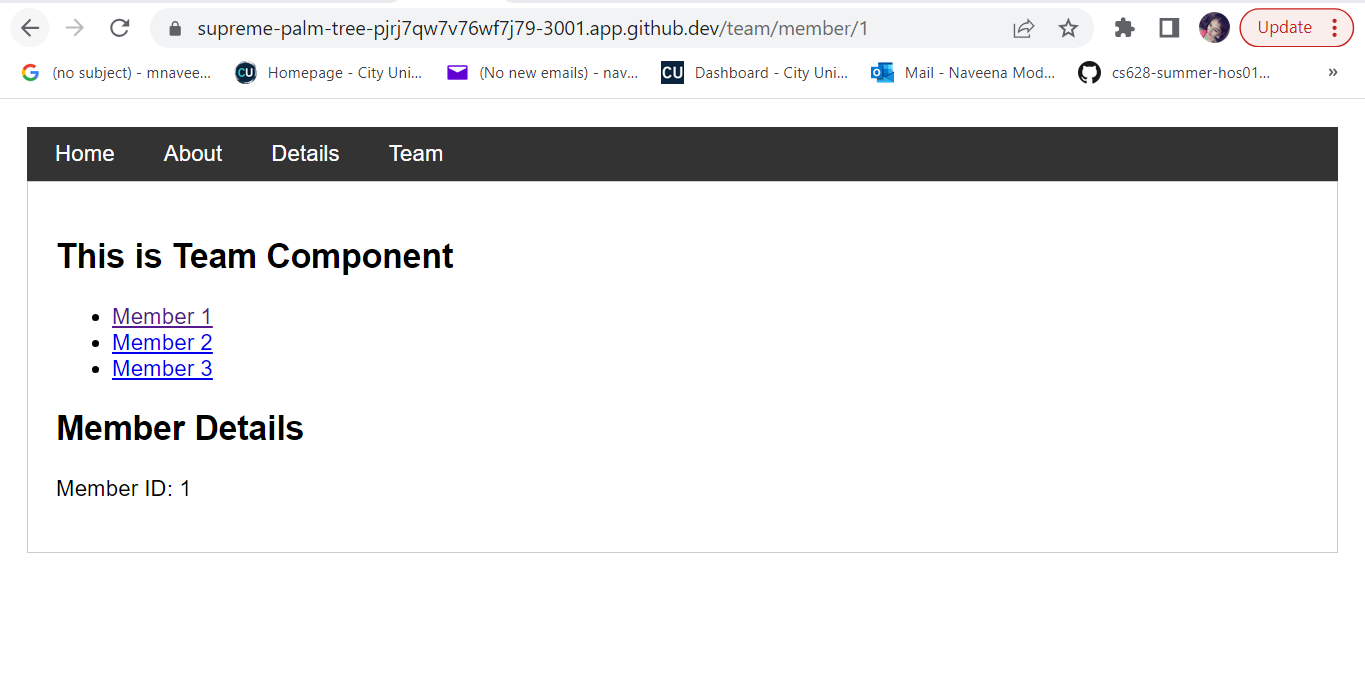 supreme-palm-tree-pjrj7qw7v76wf7j79-3001.app.github.dev/team/member/1
Update
G (no subject) - mnavee... CU Homepage - City Uni... (No new emails) - nav... CU Dashboard - City Uni... Mail - Naveena Mod... cs628-summer-hos01... »
Home About Details Team
This is Team Component
Member 1
Member 2
Member 3
Member Details
Member ID: 1